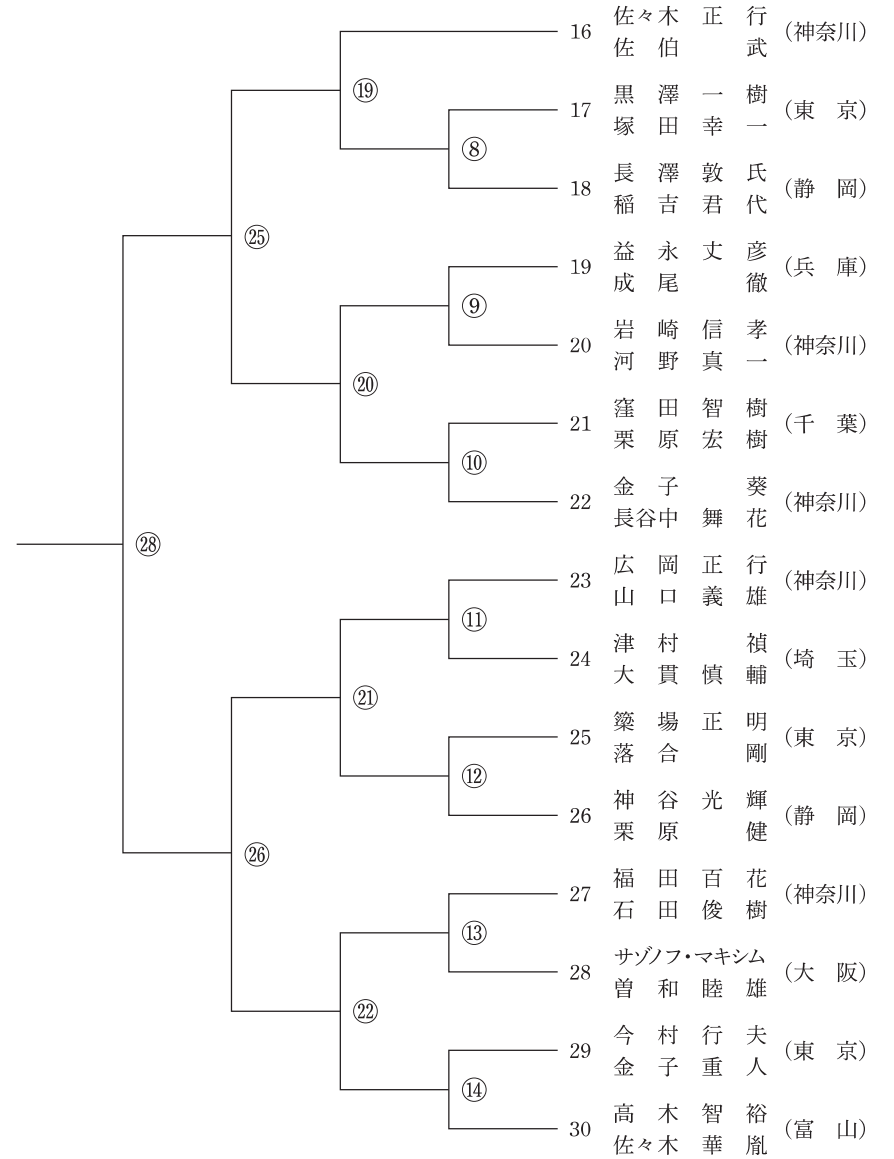 16 佐々木 正 行 (神奈川)
佐 伯 武
⑲
17 黒 澤 一 樹 (東 京)
塚 田 幸 一
⑧
18 長 澤 敦 氏 (静 岡)
稲 吉 君 代
㉕
19 益 永 丈 彦 (兵 庫)
成 尾 徹
⑨
20 岩 崎 信 孝 (神奈川)
河 野 真 一
⑳
21 窪 田 智 樹 (千 葉)
栗 原 宏 樹
⑩
22 金 子 葵 (神奈川)
長谷中 舞 花
㉘
23 広 岡 正 行 (神奈川)
山 口 義 雄
⑪
24 津 村 禎 (埼 玉)
大 貫 慎 輔
㉑
25 簗 場 正 明 (東 京)
落 合 剛
⑫
26 神 谷 光 輝 (静 岡)
栗 原 健
㉖
27 福 田 百 花 (神奈川)
石 田 俊 樹
⑬
28 サゾノフ・マキシム (大 阪)
曽 和 睦 雄
㉒
29 今 村 行 夫 (東 京)
金 子 重 人
⑭
30 高 木 智 裕 (富 山)
佐々木 華 胤